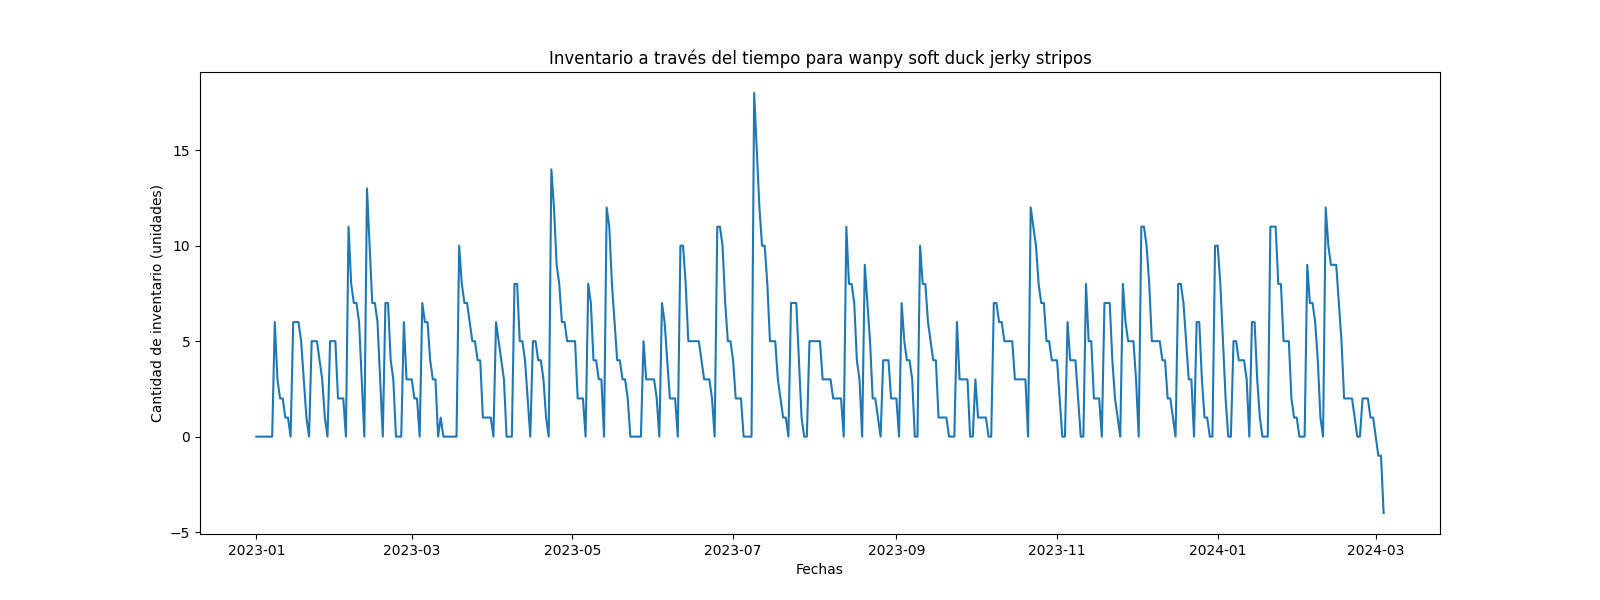 Inventario a través del tiempo para wanpy soft duck jerky stripos
Cantidad de inventario (unidades)
15
10
5
0
−5
2023-01 2023-03 2023-05 2023-07 2023-09 2023-11 2024-01 2024-03
Fechas